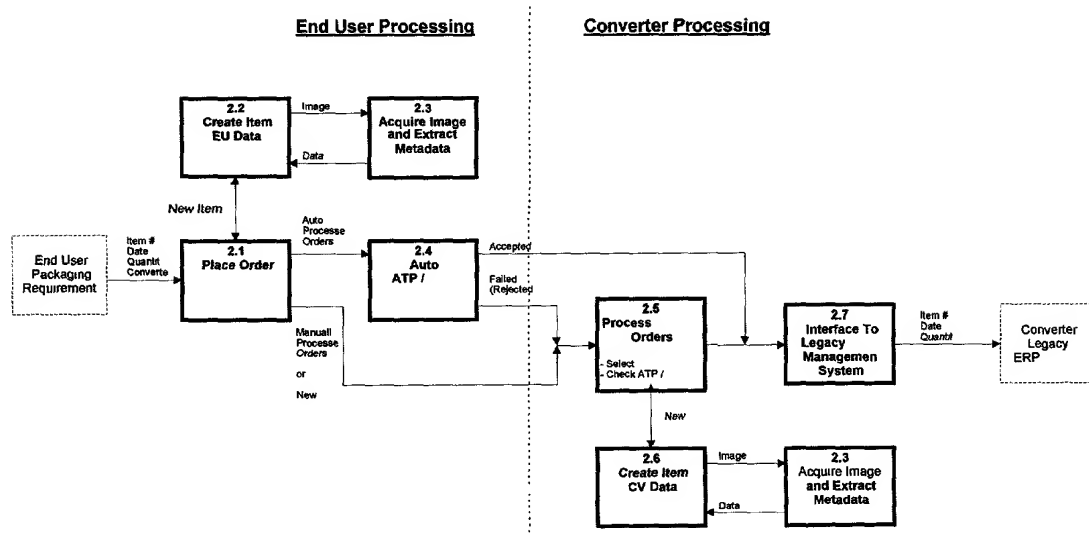 End User Processing
Converter Processing
2.2
Create Item
EU Data
Image
Data
2.3
Acquire Image
and Extract
Metadata
New Item
End User
Packaging
Requirement
Item #
Date
Quantit
Converte
2.1
Place Order
Auto
Processe
Orders
2.4
Auto
ATP /
Accepted
Failed
(Rejected
Manuall
Processe
Orders
or
New
2.5
Process
Orders
- Select
- Check ATP /
2.7
Interface To
Legacy
Managemen
System
Item #
Date
Quantit
Converter
Legacy
ERP
New
2.6
Create Item
CV Data
Image
Data
2.3
Acquire Image
and Extract
Metadata